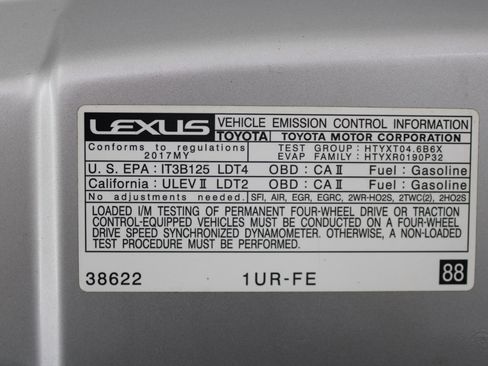 LEXUS VEHICLE EMISSION CONTROL INFORMATION
TOYOTA TOYOTA MOTOR CORPORATION
Conforms to regulations TEST GROUP : HTYXT04.6B6X
2017MY EVAP FAMILY : HTYXR0190P32
U. S. EPA : IT3B125 LDT4 OBD : CA II Fuel : Gasoline
California : ULEV II LDT2 OBD : CA II Fuel : Gasoline
No adjustments needed. SFI, AIR, EGR, EGRC, 2WR-HO2S, 2TWC(2), 2HO2S
LOADED I/M TESTING OF PERMANENT FOUR-WHEEL DRIVE OR TRACTION
CONTROL-EQUIPPED VEHICLES MUST BE CONDUCTED ON A FOUR-WHEEL
DRIVE SPEED SYNCHRONIZED DYNAMOMETER. OTHERWISE, A NON-LOADED
TEST PROCEDURE MUST BE PERFORMED.
38622 1UR-FE 88